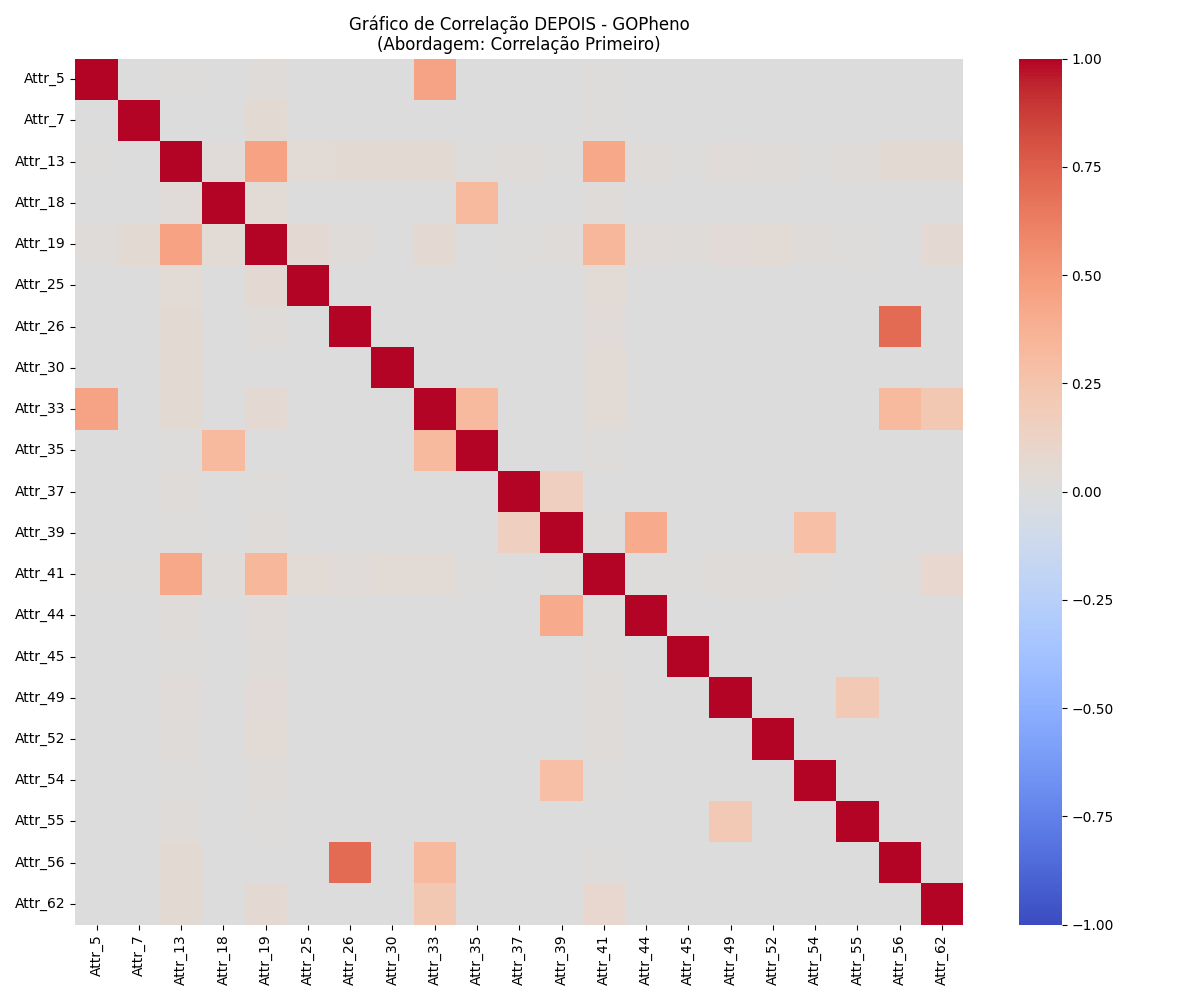 Gráfico de Correlação DEPOIS - GOPheno
(Abordagem: Correlação Primeiro)
Attr_5
Attr_7
Attr_13
Attr_18
Attr_19
Attr_25
Attr_26
Attr_30
Attr_33
Attr_35
Attr_37
Attr_39
Attr_41
Attr_44
Attr_45
Attr_49
Attr_52
Attr_54
Attr_55
Attr_56
Attr_62
Attr_5
Attr_7
Attr_13
Attr_18
Attr_19
Attr_25
Attr_26
Attr_30
Attr_33
Attr_35
Attr_37
Attr_39
Attr_41
Attr_44
Attr_45
Attr_49
Attr_52
Attr_54
Attr_55
Attr_56
Attr_62
1.00
0.75
0.50
0.25
0.00
−0.25
−0.50
−0.75
−1.00